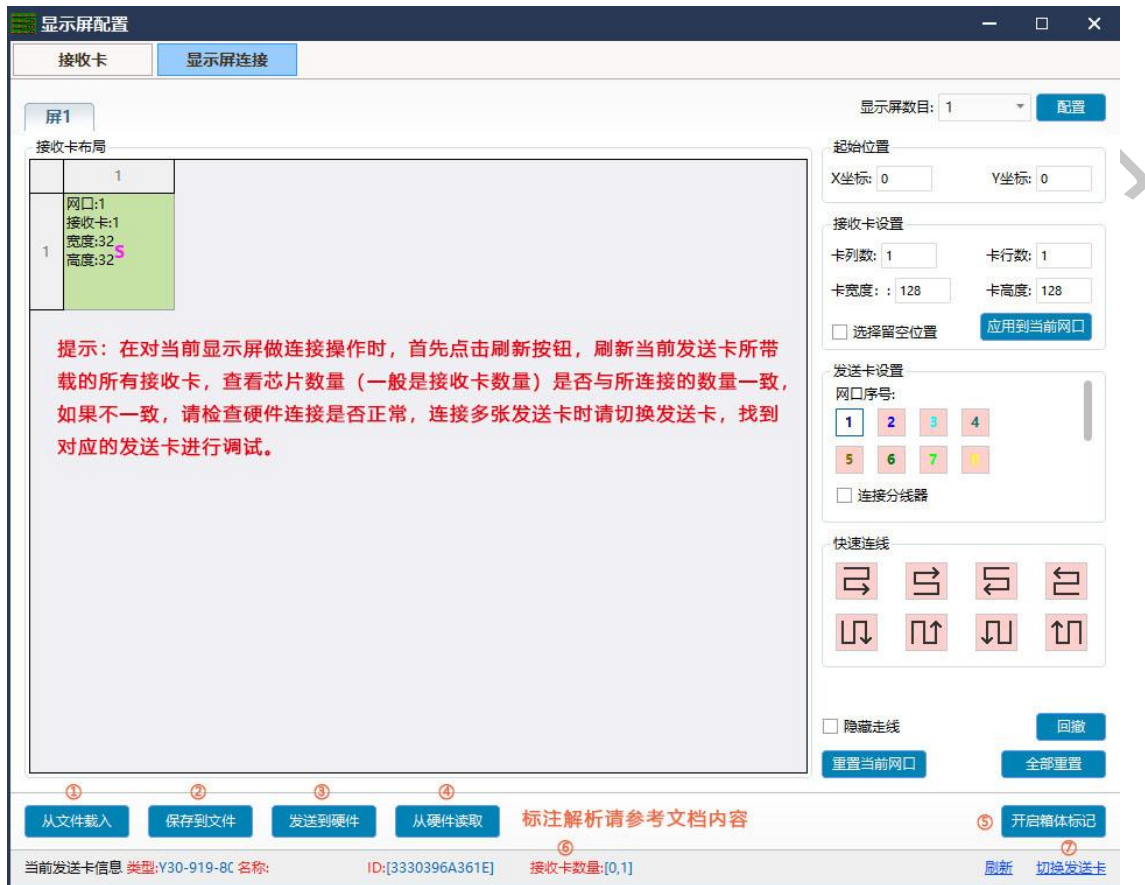 显示屏配置
接收卡 显示屏连接
显示屏数目: 1 配置
屏1
接收卡布局
1
1
网口:1
接收卡:1
宽度:32
高度:32
S
提示：在对当前显示屏做连接操作时，首先点击刷新按钮，刷新当前发送卡所带
载的所有接收卡，查看芯片数量（一般是接收卡数量）是否与所连接的数量一致，
如果不一致，请检查硬件连接是否正常，连接多张发送卡时请切换发送卡，找到
对应的发送卡进行调试。
起始位置
X坐标: 0 Y坐标: 0
接收卡设置
卡列数: 1 卡行数: 1
卡宽度: : 128 卡高度: 128
选择留空位置 应用到当前网口
发送卡设置
网口序号:
1 2 3 4
5 6 7 8
连接分线器
快速连线
隐藏走线 回撤
重置当前网口 全部重置
① ② ③ ④
从文件载入 保存到文件 发送到硬件 从硬件读取 标注解析请参考文档内容 ⑤ 开启箱体标记
⑥ ⑦
当前发送卡信息 类型:Y30-919-8C 名称: ID:[3330396A361E] 接收卡数量:[0,1] 刷新 切换发送卡